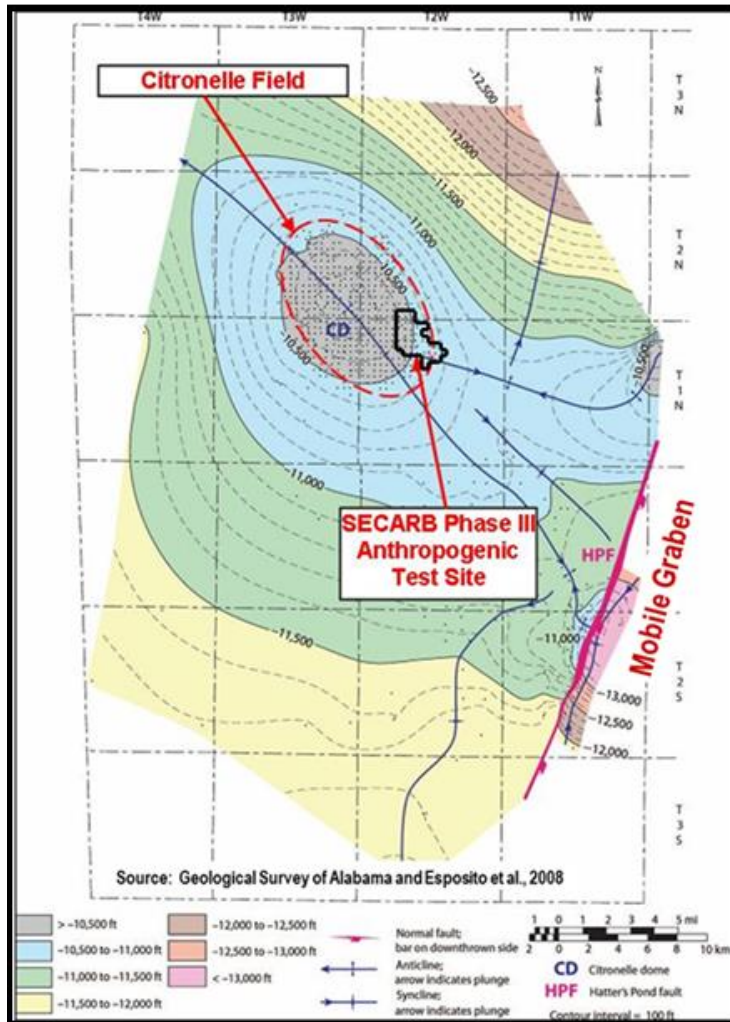 T4W T3W T2W T1W
Citronelle Field
-12,500
-12,000
N
T
3
N
-11,500
-11,000
T
2
N
-10,500
CD
-10,500
-10,500
T
1
N
-11,000
SECARB Phase III
Anthropogenic
Test Site
HPF
Mobile Graben
-11,500
-11,000
T
2
S
-13,000
-12,500
-12,000
T
3
S
Source: Geological Survey of Alabama and Esposito et al., 2008
> -10,500 ft
-10,500 to -11,000 ft
-11,000 to -11,500 ft
-11,500 to -12,000 ft
-12,000 to -12,500 ft
-12,500 to -13,000 ft
< -13,000 ft
Normal fault;
bar on downthrown side
Anticline;
arrow indicates plunge
Syncline;
arrow indicates plunge
1 0 1 2 3 4 5 mi
2 0 2 4 6 8 10 km
CD Citronelle dome
HPF Hatter's Pond fault
Contour interval = 100 ft